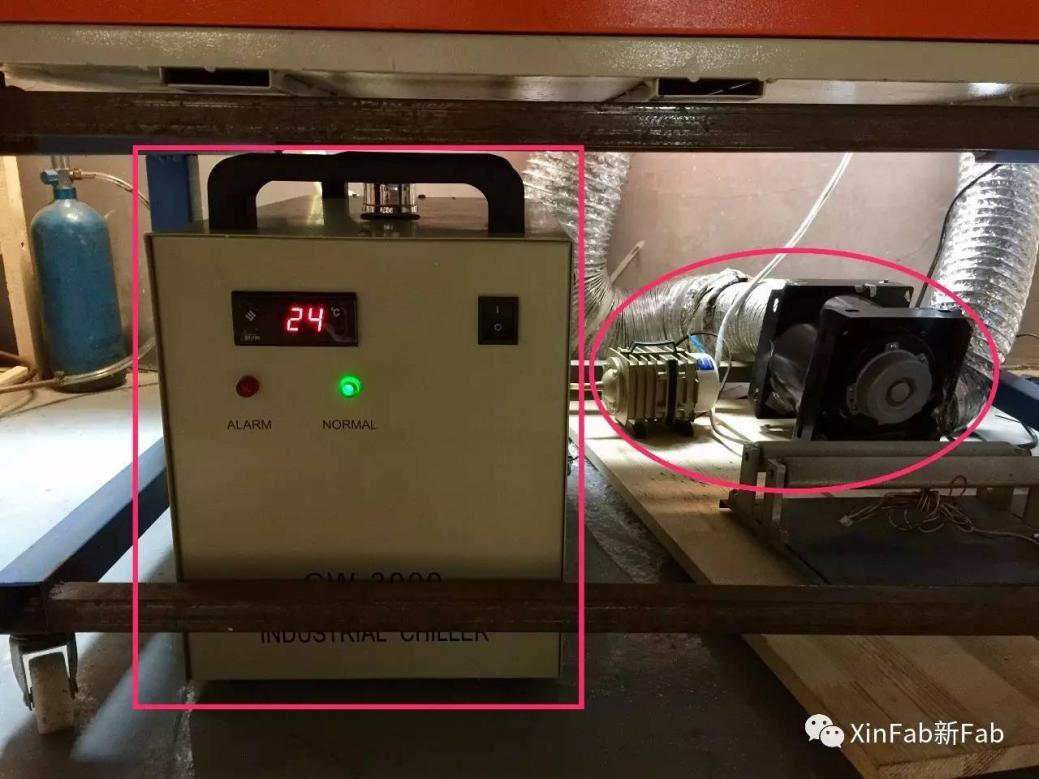 24
°C
I
O
ALARM
NORMAL
CW-3000
INDUSTRIAL CHILLER
XinFab新Fab